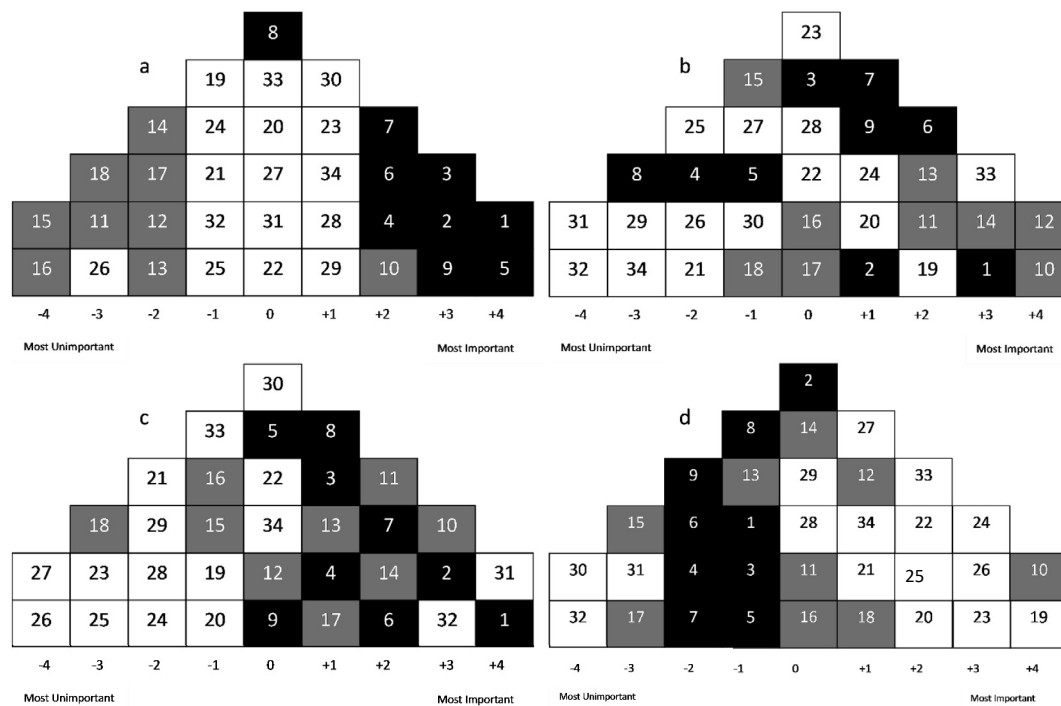 8
a
19 33 30
14 24 20 23 7
18 17 21 27 34 6 3
15 11 12 32 31 28 4 2 1
16 26 13 25 22 29 10 9 5
-4 -3 -2 -1 0 +1 +2 +3 +4
Most Unimportant Most Important
23
b
15 3 7
25 27 28 9 6
8 4 5 22 24 13 33
31 29 26 30 16 20 11 14 12
32 34 21 18 17 2 19 1 10
-4 -3 -2 -1 0 +1 +2 +3 +4
Most Unimportant Most Important
30
c
33 5 8
21 16 22 3 11
18 29 15 34 13 7 10
27 23 28 19 12 4 14 2 31
26 25 24 20 9 17 6 32 1
-4 -3 -2 -1 0 +1 +2 +3 +4
Most Unimportant Most Important
2
d
8 14 27
9 13 29 12 33
15 6 1 28 34 22 24
30 31 4 3 11 21 25 26 10
32 17 7 5 16 18 20 23 19
-4 -3 -2 -1 0 +1 +2 +3 +4
Most Unimportant Most Important